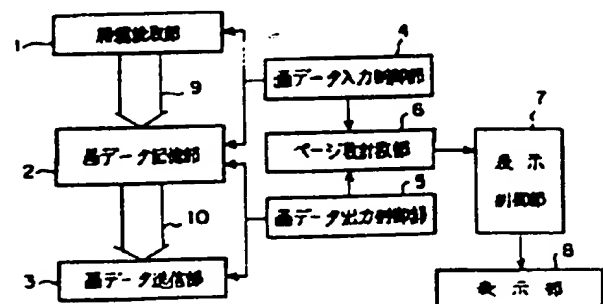 1
原稿読取部
9
2
画データ記憶部
10
3
画データ送信部
4
画データ入力制御部
6
ページ数計数部
5
画データ出力制御部
7
表示
制御部
8
表示部